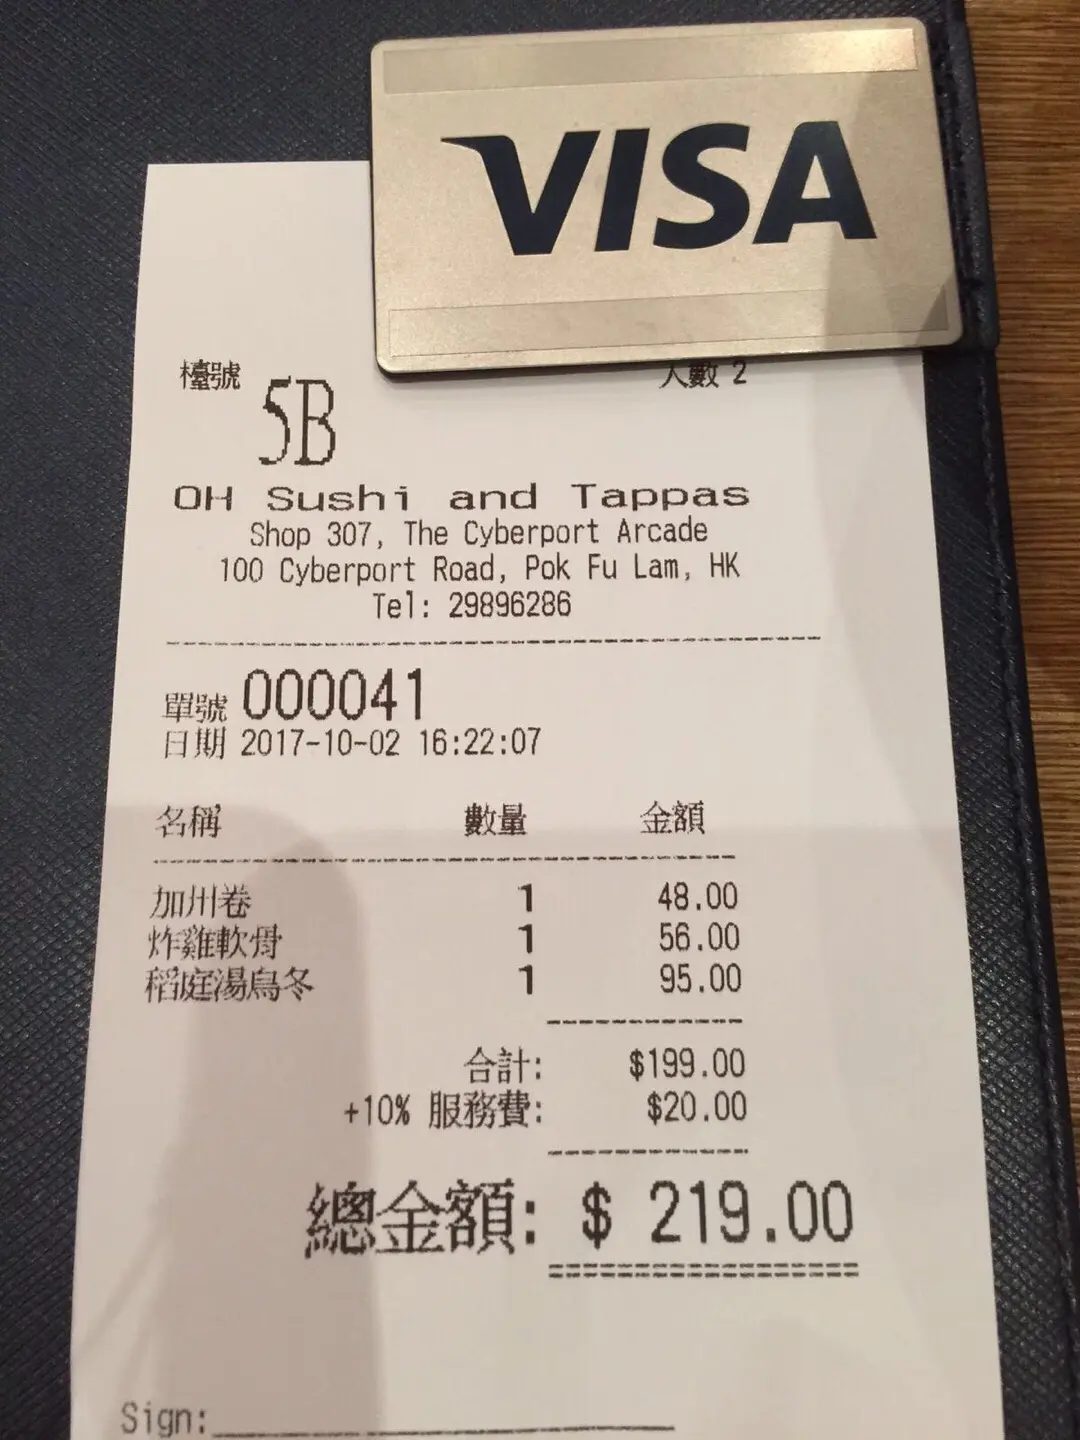 VISA
檯號 5B
人數 2
OH Sushi and Tappas
Shop 307, The Cyberport Arcade
100 Cyberport Road, Pok Fu Lam, HK
Tel: 29896286
單號 000041
日期 2017-10-02 16:22:07
名稱 數量 金額
加州卷 1 48.00
炸雞軟骨 1 56.00
稻庭湯烏冬 1 95.00
合計: $199.00
+10% 服務費: $20.00
總金額: $ 219.00
Sign: